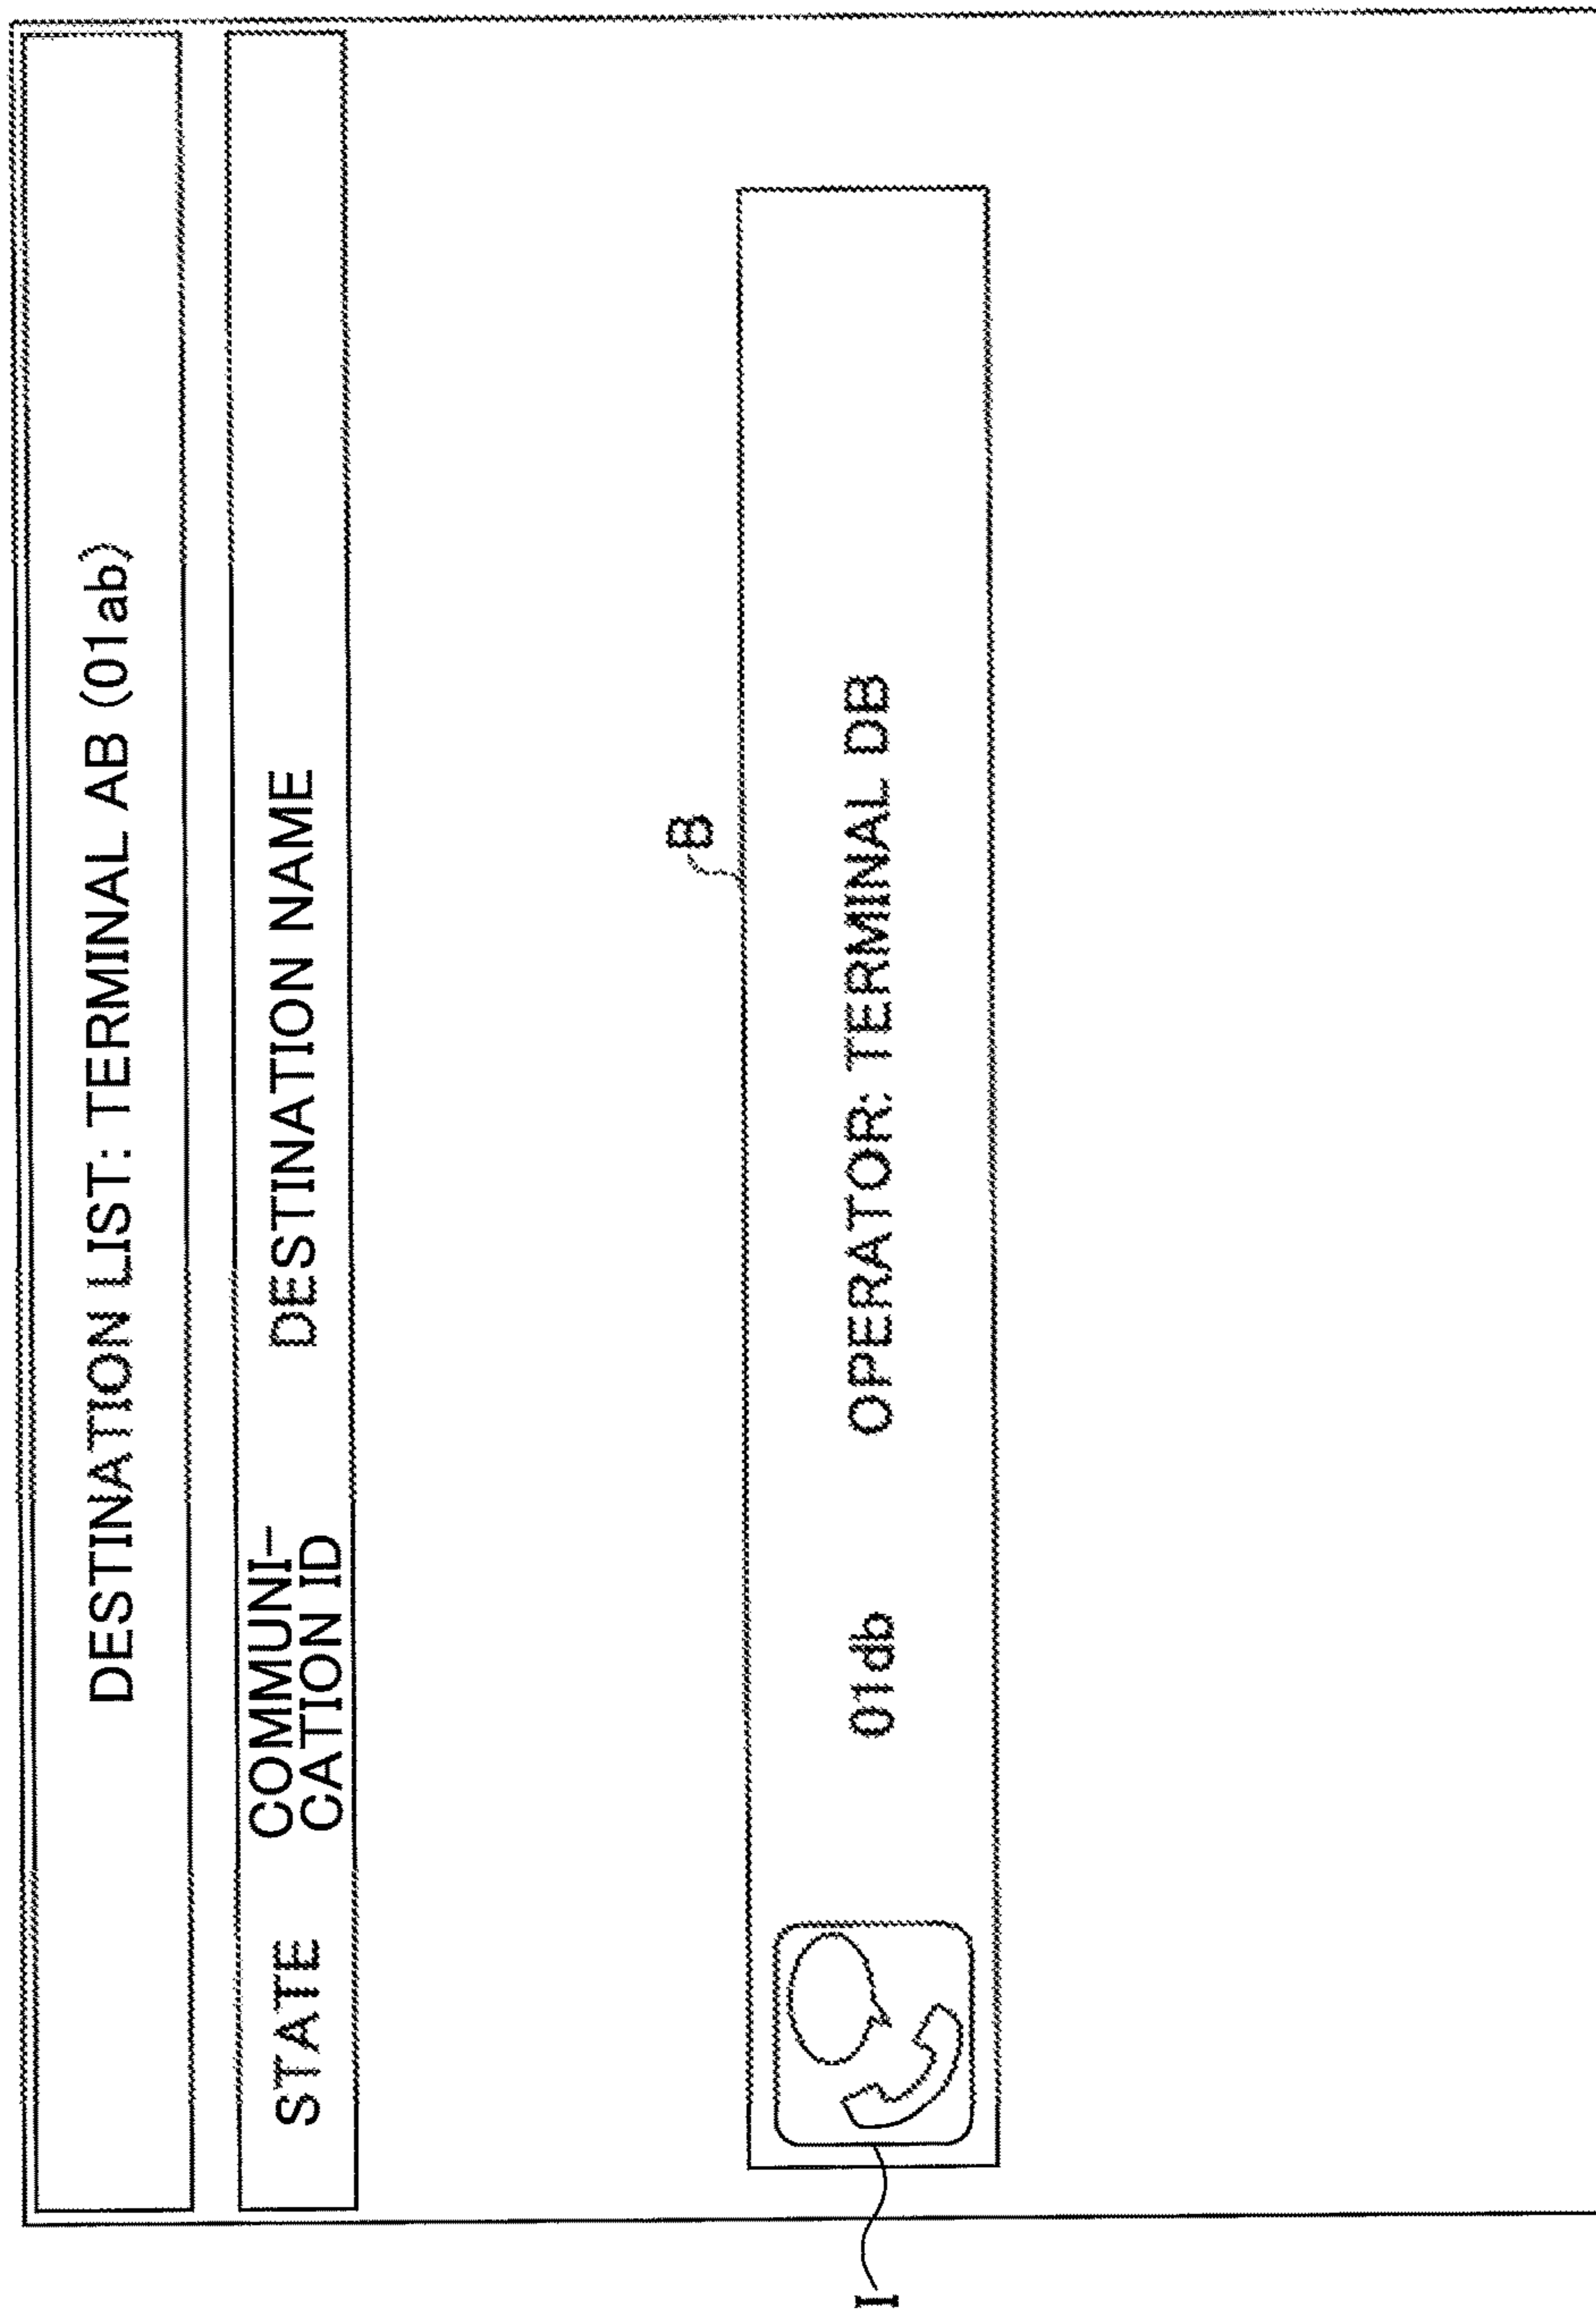 DESTINATION LIST: TERMINAL AB (01ab)
STATE
COMMUNI-
CATION ID
DESTINATION NAME
B
01db
OPERATOR: TERMINAL DB
I